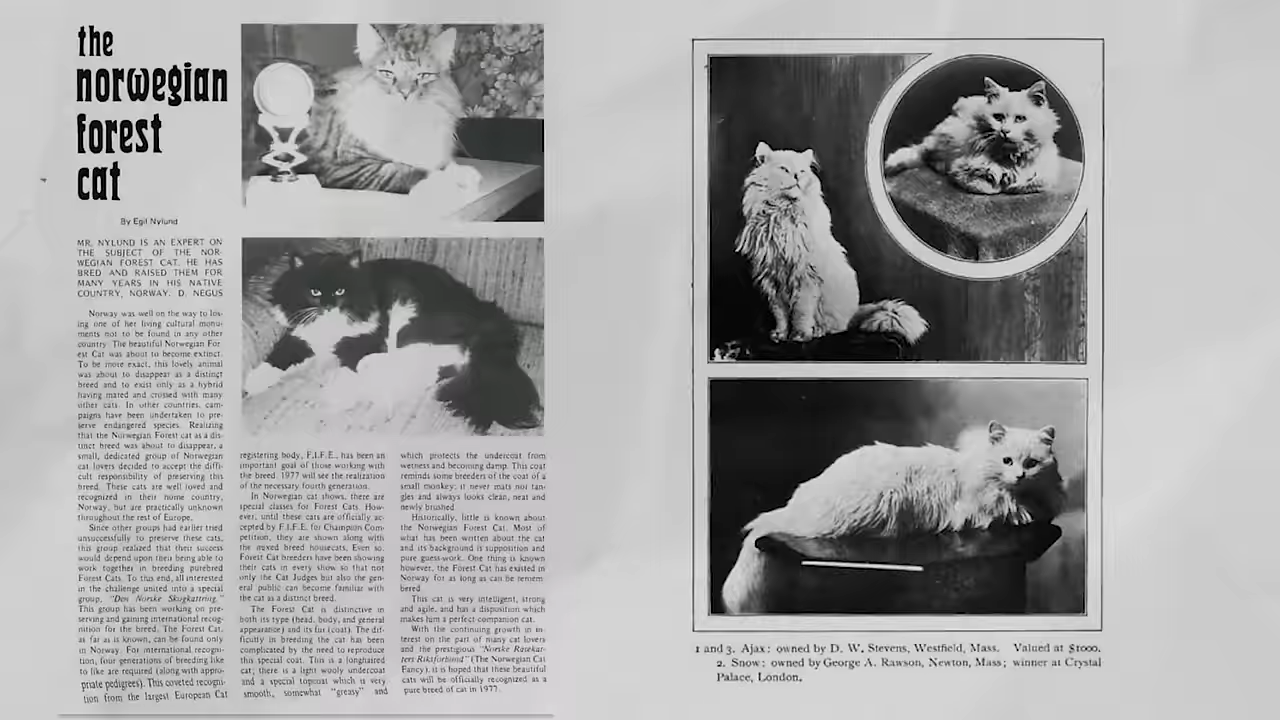 the
norwegian
forest
cat
By Egil Nylund
MR. NYLUND IS AN EXPERT ON
THE SUBJECT OF THE NOR-
WEGIAN FOREST CAT. HE HAS
BRED AND RAISED THEM FOR
MANY YEARS IN HIS NATIVE
COUNTRY, NORWAY. D. NEGUS
Norway was well on the way to los-
ing one of her living cultural monu-
ments not to be found in any other
country. The beautiful Norwegian For-
est Cat was about to become extinct.
To be more exact, this lovely animal
was about to disappear as a distinct
breed and to exist only as a hybrid
having mated and crossed with many
other cats. In other countries, cam-
paigns have been undertaken to pre-
serve endangered species. Realizing
that the Norwegian Forest cat as a dis-
tinct breed was about to disappear, a
small, dedicated group of Norwegian
cat lovers decided to accept the diffi-
cult responsibility of preserving this
breed. These cats are well loved and
recognized in their home country,
Norway, but are practically unknown
throughout the rest of Europe.
Since other groups had earlier tried
unsuccessfully to preserve these cats,
this group realized that their success
would depend upon their being able to
work together in breeding purebred
Forest Cats. To this end, all interested
in the challenge united into a special
group, "Den Norske Skogkattring."
This group has been working on pre-
serving and gaining international recog-
nition for the breed. The Forest Cat,
as far as is known, can be found only
in Norway. For international recogni-
tion, four generations of breeding like
to like are required (along with appro-
priate pedigrees). This coveted recogni-
tion from the largest European Cat
registering body, F.I.F.E., has been an
important goal of those working with
the breed. 1977 will see the realization
of the necessary fourth generation.
In Norwegian cat shows, there are
special classes for Forest Cats. How-
ever, until these cats are officially ac-
cepted by F.I.F.E. for Champion Com-
petition, they are shown along with
the mixed breed housecats. Even so,
Forest Cat breeders have been showing
their cats in every show so that not
only the Cat Judges but also the gen-
eral public can become familiar with
the cat as a distinct breed.
The Forest Cat is distinctive in
both its type (head, body, and general
appearance) and its fur (coat). The dif-
ficulty in breeding the cat has been
complicated by the need to reproduce
this special coat. This is a longhaired
cat; there is a light wooly undercoat
and a special topcoat which is very
smooth, somewhat "greasy" and
which protects the undercoat from
wetness and becoming damp. This coat
reminds some breeders of the coat of a
small monkey; it never mats nor tan-
gles and always looks clean, neat and
newly brushed.
Historically, little is known about
the Norwegian Forest Cat. Most of
what has been written about the cat
and its background is supposition and
pure guess-work. One thing is known
however, the Forest Cat has existed in
Norway for as long as can be remem-
bered.
This cat is very intelligent, strong
and agile, and has a disposition which
makes him a perfect companion cat.
With the continuing growth in in-
terest on the part of many cat lovers
and the prestigious "Norske Rasekat-
ters Riksforbund" (The Norwegian Cat
Fancy), it is hoped that these beautiful
cats will be officially recognized as a
pure breed of cat in 1977.
1 and 3. Ajax: owned by D. W. Stevens, Westfield, Mass. Valued at $1000.
2. Snow: owned by George A. Rawson, Newton, Mass; winner at Crystal
Palace, London.